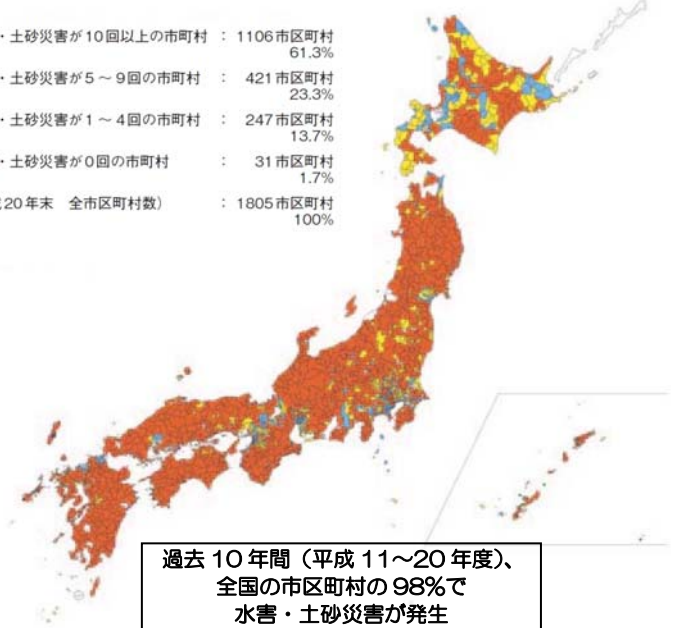 ・土砂災害が10回以上の市町村 : 1106市区町村
61.3%
・土砂災害が5～9回の市町村 : 421市区町村
23.3%
・土砂災害が1～4回の市町村 : 247市区町村
13.7%
・土砂災害が0回の市町村 : 31市区町村
1.7%
20年末 全市区町村数） : 1805市区町村
100%
過去10年間（平成11～20年度）、
全国の市区町村の98%で
水害・土砂災害が発生